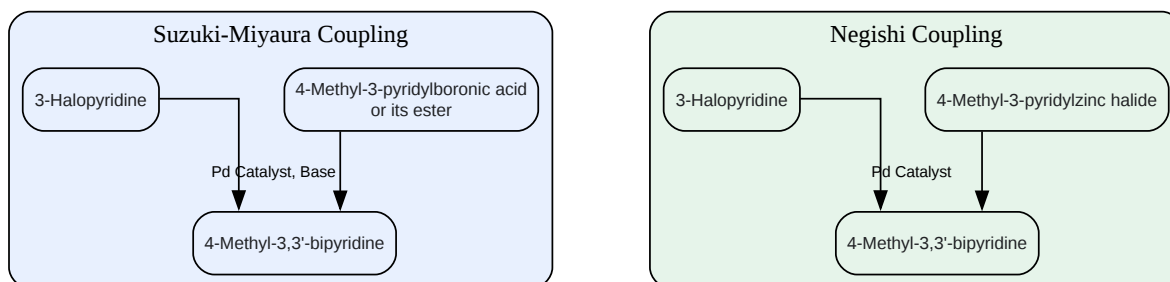 Suzuki-Miyaura Coupling
3-Halopyridine
4-Methyl-3-pyridylboronic acid
or its ester
Pd Catalyst, Base
4-Methyl-3,3'-bipyridine
Negishi Coupling
3-Halopyridine
4-Methyl-3-pyridylzinc halide
Pd Catalyst
4-Methyl-3,3'-bipyridine